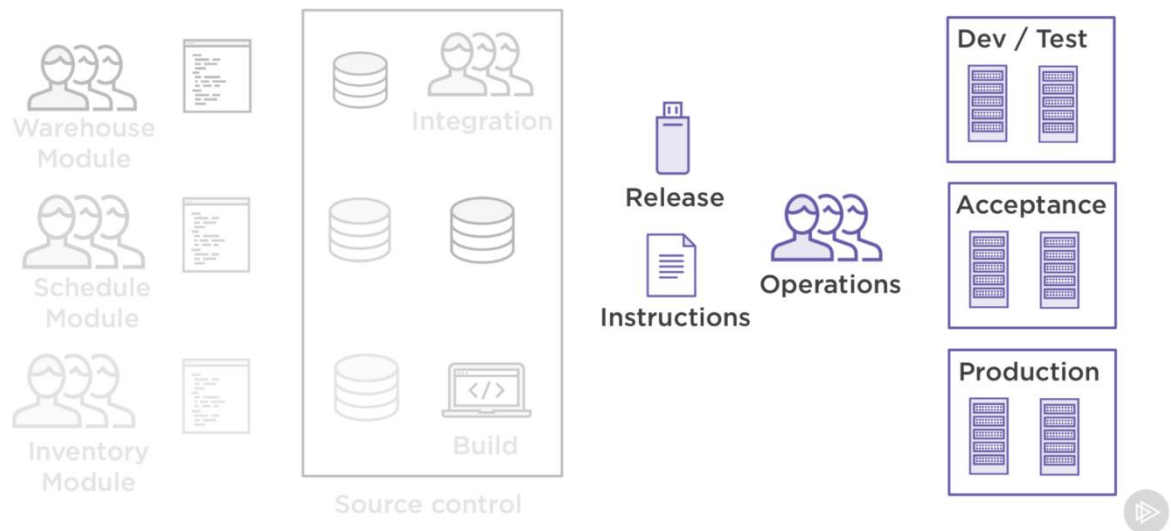 Warehouse
Module
Schedule
Module
Inventory
Module
Integration
</>
Build
Source control
Release
Instructions
Operations
Dev / Test
Acceptance
Production